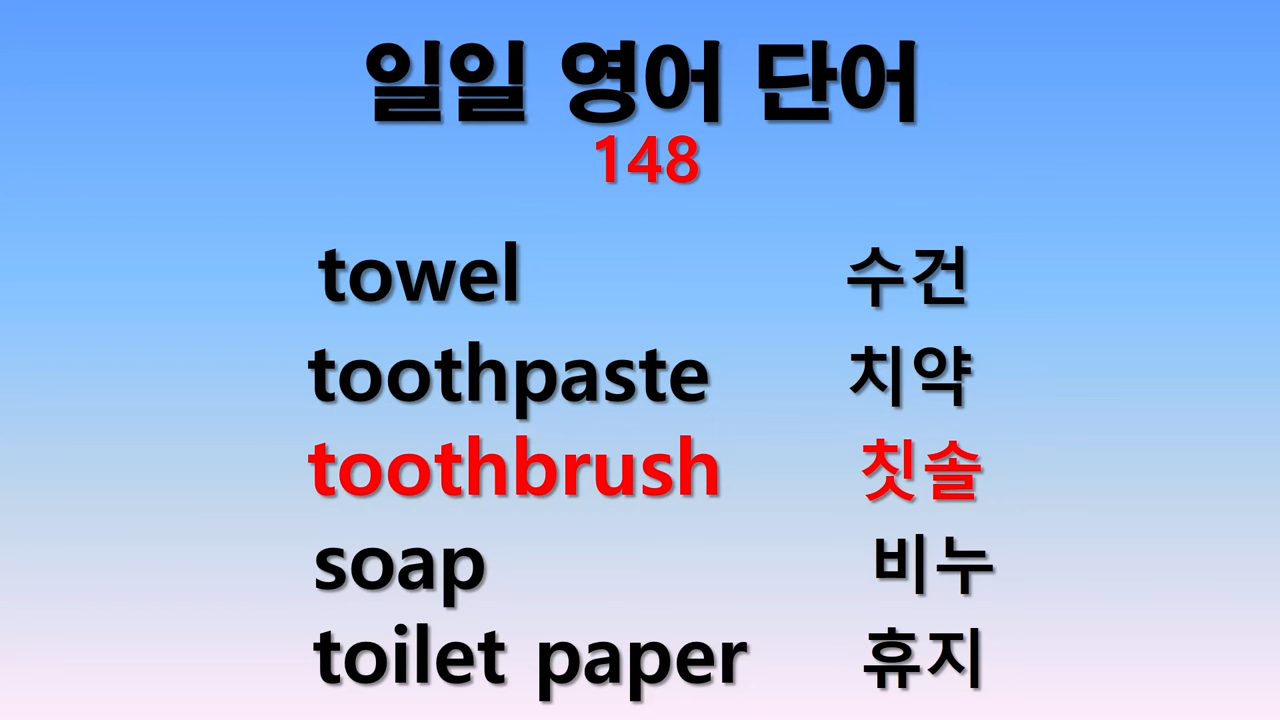 일일 영어 단어
148
towel 수건
toothpaste 치약
toothbrush 칫솔
soap 비누
toilet paper 휴지